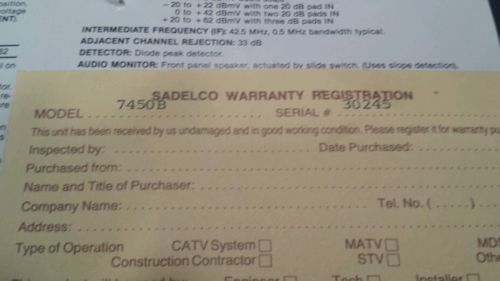 - 20 to + 22 dBmV with one 20 dB pad IN
0 to + 42 dBmV with two 20 dB pads IN
+ 20 to + 62 dBmV with three dB pads IN
INTERMEDIATE FREQUENCY (IF): 42.5 MHz, 0.5 MHz bandwidth typical.
ADJACENT CHANNEL REJECTION: 33 dB
DETECTOR: Diode peak detector.
AUDIO MONITOR: Front panel speaker, actuated by slide switch. (Uses slope detection).
SADELCO WARRANTY REGISTRATION
MODEL 7450B SERIAL # 30245
This unit has been received by us undamaged and in good working condition. Please register it for warranty
Inspected by: Date Purchased:
Purchased from:
Name and Title of Purchaser:
Company Name: Tel. No. (.....)
Address:
Type of Operation CATV System □ MATV □
Construction Contractor □ STV □